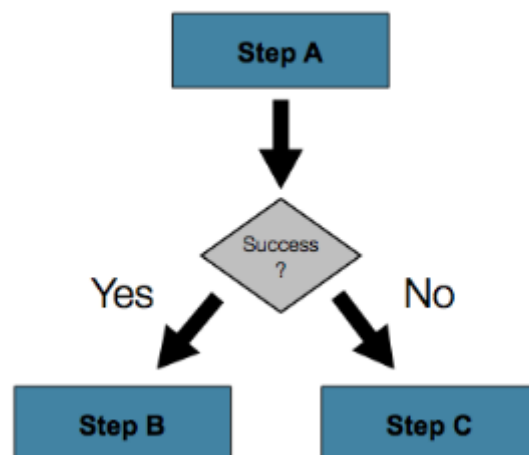 Step A
Success
?
Yes
No
Step B
Step C